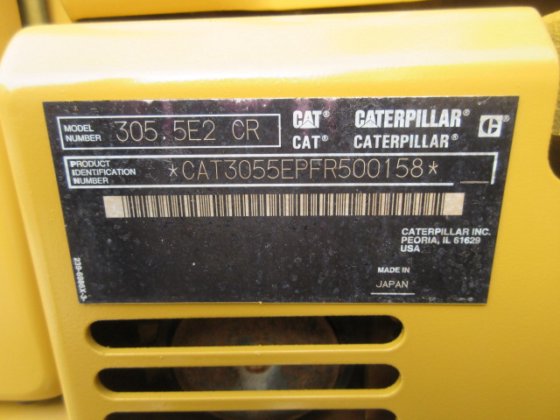 MODEL NUMBER 305.5E2 CR
CAT® CATERPILLAR®
CAT® CATERPILLAR®
C®
PRODUCT IDENTIFICATION NUMBER *CAT3055EPFR500158*
CATERPILLAR INC.
PEORIA, IL 61629
USA
MADE IN
JAPAN